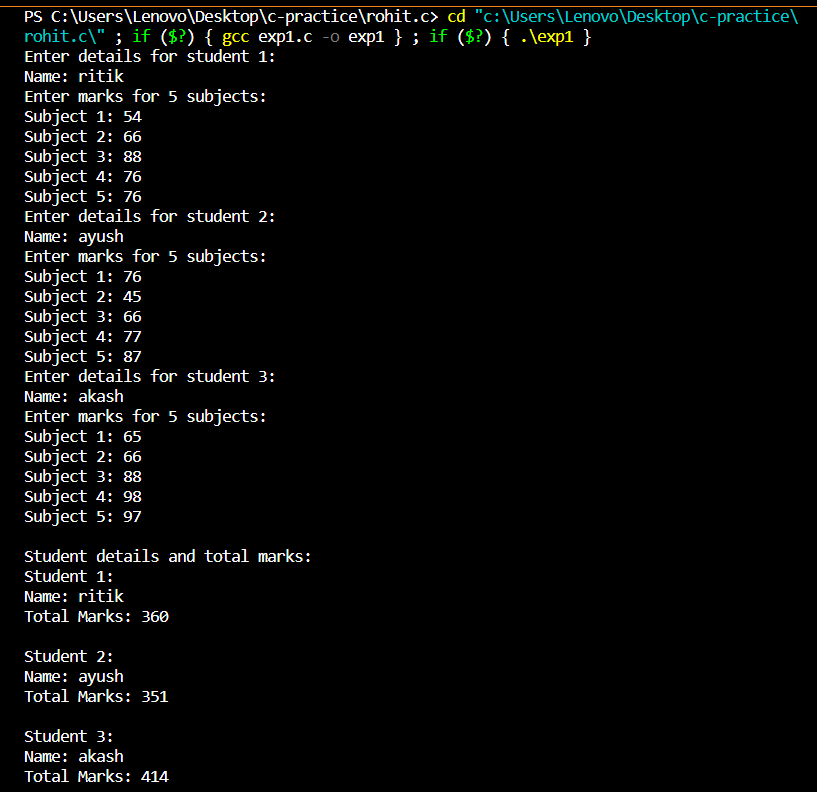 PS C:\Users\Lenovo\Desktop\c-practice\rohit.c> cd "c:\Users\Lenovo\Desktop\c-practice\
rohit.c\" ; if ($?) { gcc exp1.c -o exp1 } ; if ($?) { .\exp1 }
Enter details for student 1:
Name: ritik
Enter marks for 5 subjects:
Subject 1: 54
Subject 2: 66
Subject 3: 88
Subject 4: 76
Subject 5: 76
Enter details for student 2:
Name: ayush
Enter marks for 5 subjects:
Subject 1: 76
Subject 2: 45
Subject 3: 66
Subject 4: 77
Subject 5: 87
Enter details for student 3:
Name: akash
Enter marks for 5 subjects:
Subject 1: 65
Subject 2: 66
Subject 3: 88
Subject 4: 98
Subject 5: 97

Student details and total marks:
Student 1:
Name: ritik
Total Marks: 360

Student 2:
Name: ayush
Total Marks: 351

Student 3:
Name: akash
Total Marks: 414